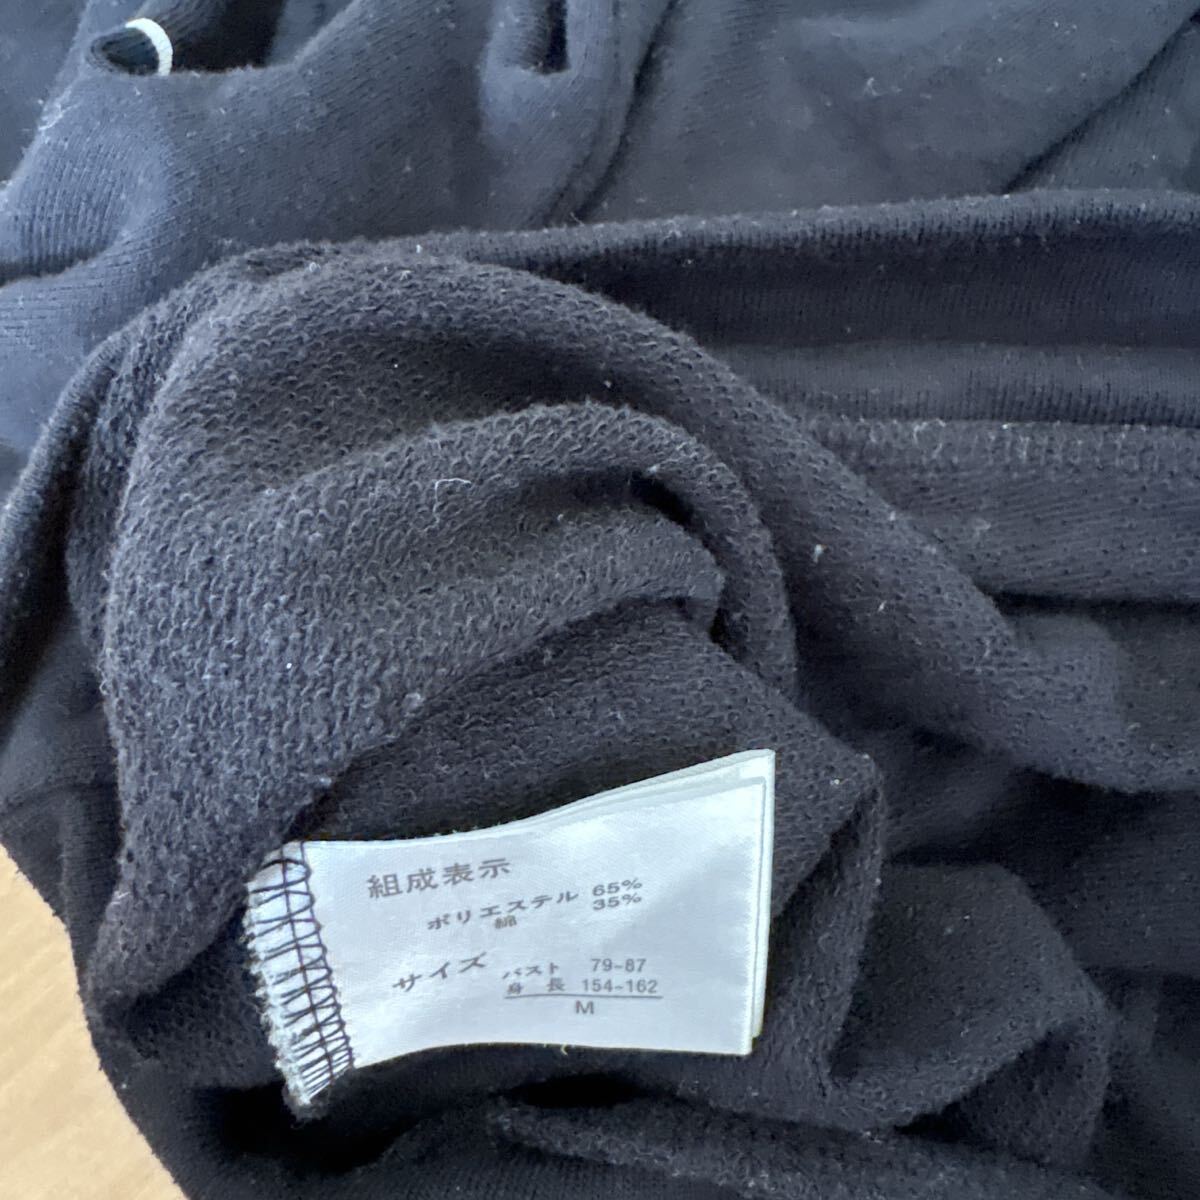 組成表示
ポリエステル 65%
綿 35%
サイズ バスト 79-87
身長 154-162
M